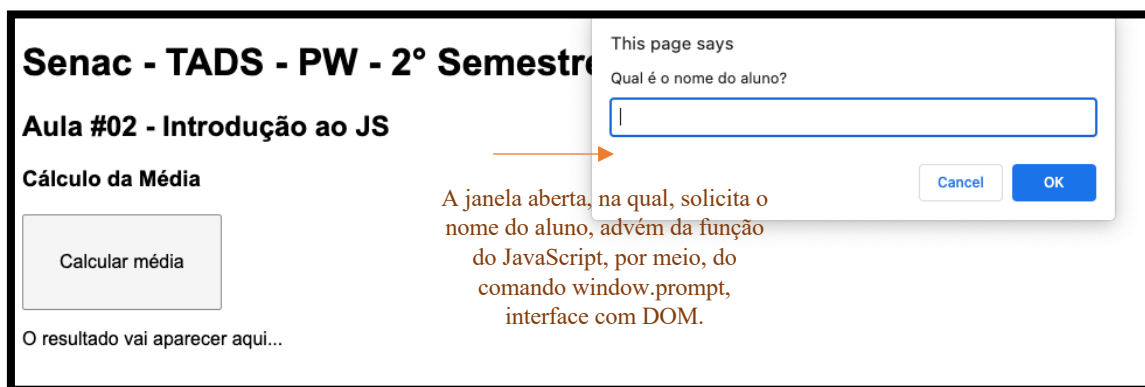 Senac - TADS - PW - 2° Semestre
Aula #02 - Introdução ao JS
Cálculo da Média
Calcular média
O resultado vai aparecer aqui...
This page says
Qual é o nome do aluno?
Cancel
OK
A janela aberta, na qual, solicita o
nome do aluno, advém da função
do JavaScript, por meio, do
comando window.prompt,
interface com DOM.